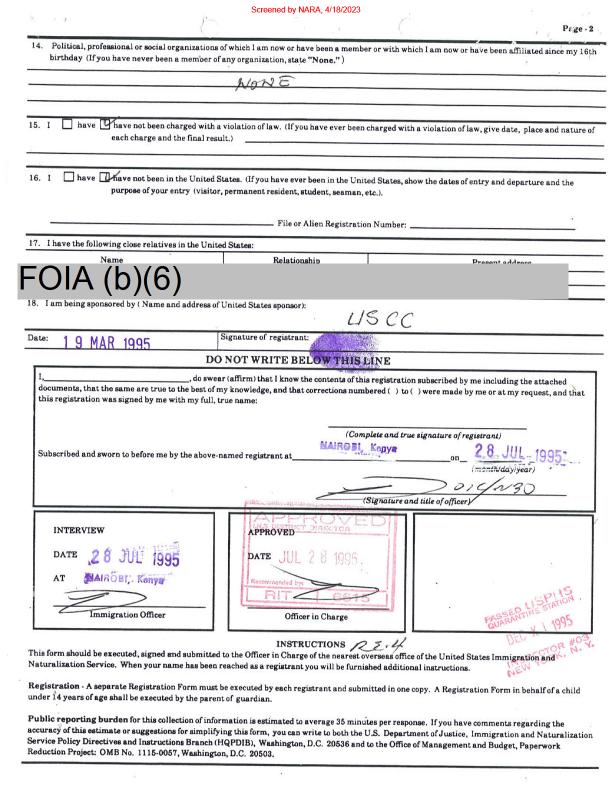 Screened by NARA, 4/18/2023
Page - 2
14. Political, professional or social organizations of which I am now or have been a member or with which I am now or have been affiliated since my 16th
birthday (If you have never been a member of any organization, state "None.")
NONE
15. I have have not been charged with a violation of law. (If you have ever been charged with a violation of law, give date, place and nature of
each charge and the final result.)
16. I have have not been in the United States. (If you have ever been in the United States, show the dates of entry and departure and the
purpose of your entry (visitor, permanent resident, student, seaman, etc.).
File or Alien Registration Number:
17. I have the following close relatives in the United States:
Name Relationship Present address
FOIA (b)(6)
18. I am being sponsored by ( Name and address of United States sponsor):
USCC
Date: 19 MAR 1995 Signature of registrant:
DO NOT WRITE BELOW THIS LINE
I, , do swear (affirm) that I know the contents of this registration subscribed by me including the attached
documents, that the same are true to the best of my knowledge, and that corrections numbered ( ) to ( ) were made by me or at my request, and that
this registration was signed by me with my full, true name:
(Complete and true signature of registrant)
Subscribed and sworn to before me by the above-named registrant at NAIROBI, Kenya on 28 JUL 1995
(month/day/year)
OIC/NBO
(Signature and title of officer)
INTERVIEW
DATE 28 JUL 1995
AT NAIROBI, Kenya
Immigration Officer
APPROVED
INS DISTRICT DIRECTOR
APPROVED
DATE JUL 28 1995
Recommended by:
RIT 6615
Officer in Charge
PASSED USPHS
QUARANTINE STATION
DEC 1 1995
INSPECTOR #03
NEW YORK, N. Y.
INSTRUCTIONS RE-4
This form should be executed, signed and submitted to the Officer in Charge of the nearest overseas office of the United States Immigration and
Naturalization Service. When your name has been reached as a registrant you will be furnished additional instructions.
Registration - A separate Registration Form must be executed by each registrant and submitted in one copy. A Registration Form in behalf of a child
under 14 years of age shall be executed by the parent of guardian.
Public reporting burden for this collection of information is estimated to average 35 minutes per response. If you have comments regarding the
accuracy of this estimate or suggestions for simplifying this form, you can write to both the U.S. Department of Justice, Immigration and Naturalization
Service Policy Directives and Instructions Branch (HQPDIB), Washington, D.C. 20536 and to the Office of Management and Budget, Paperwork
Reduction Project: OMB No. 1115-0057, Washington, D.C. 20503.